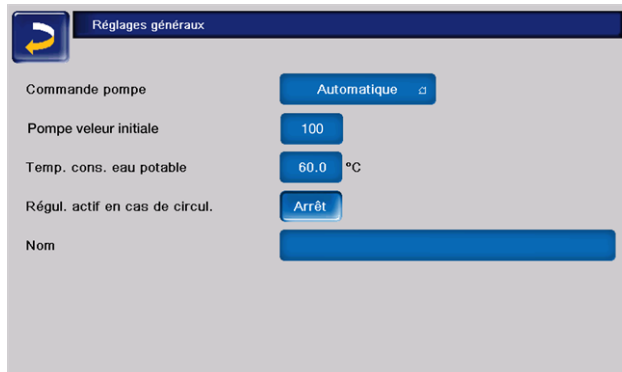 Réglages généraux
Commande pompe Automatique
Pompe veleur initiale 100
Temp. cons. eau potable 60.0 °C
Régul. actif en cas de circul. Arrêt
Nom